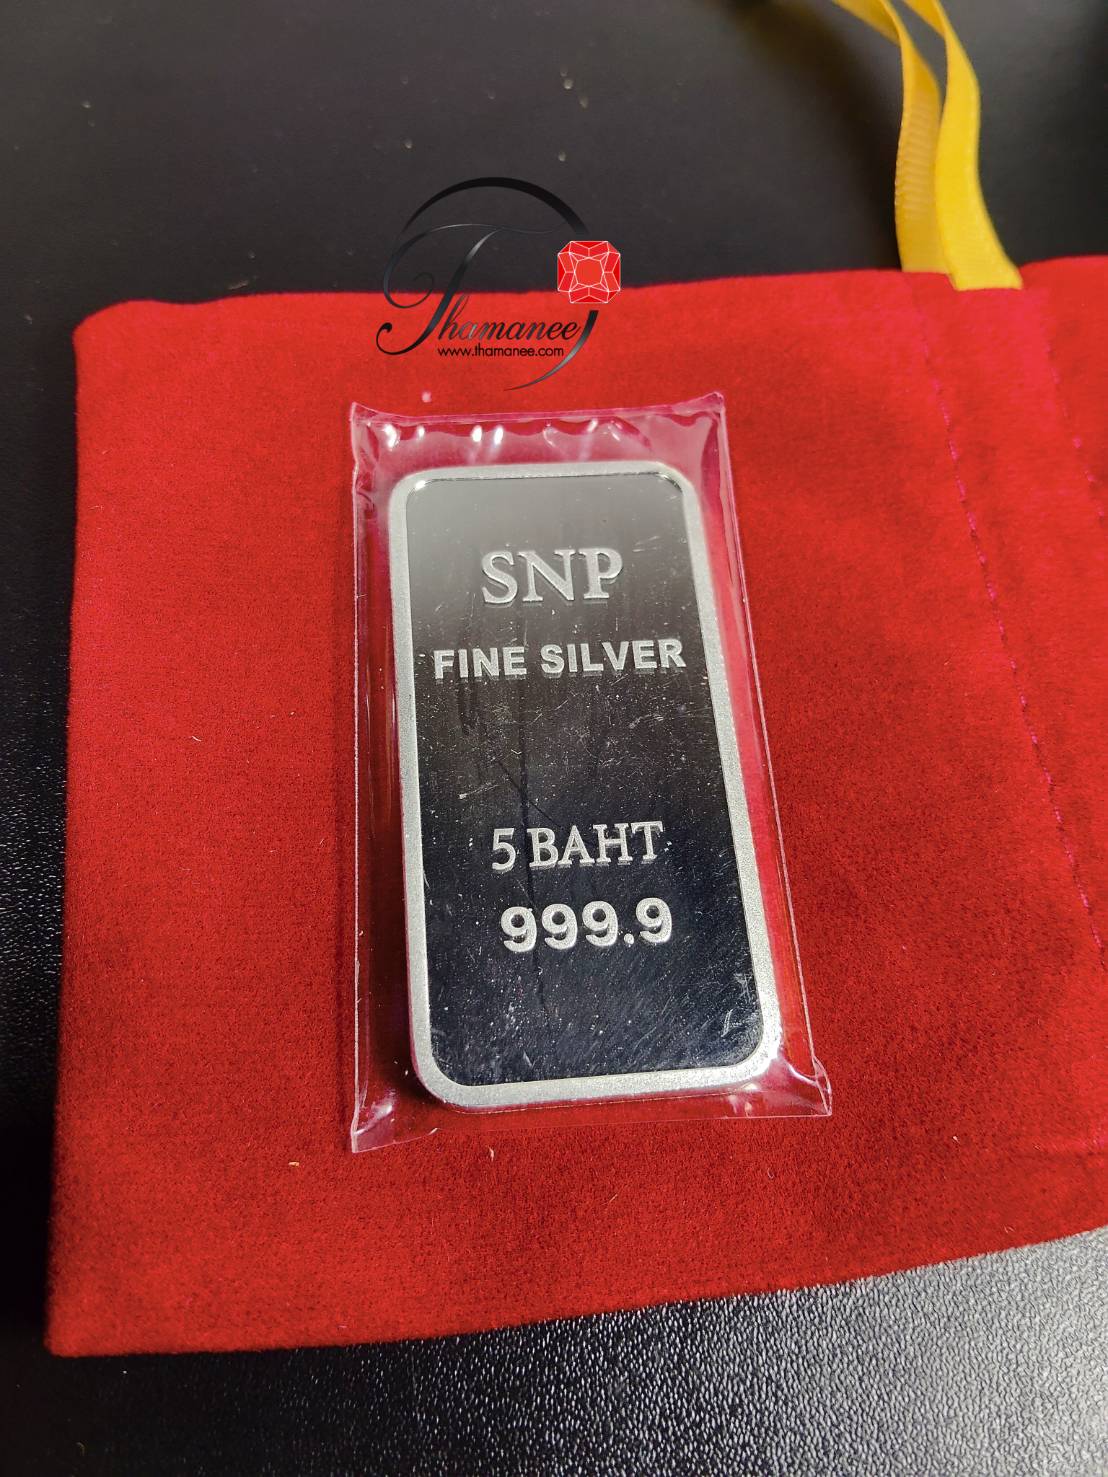 Thamanee
www.thamanee.com
SNP
FINE SILVER
5 BAHT
999.9